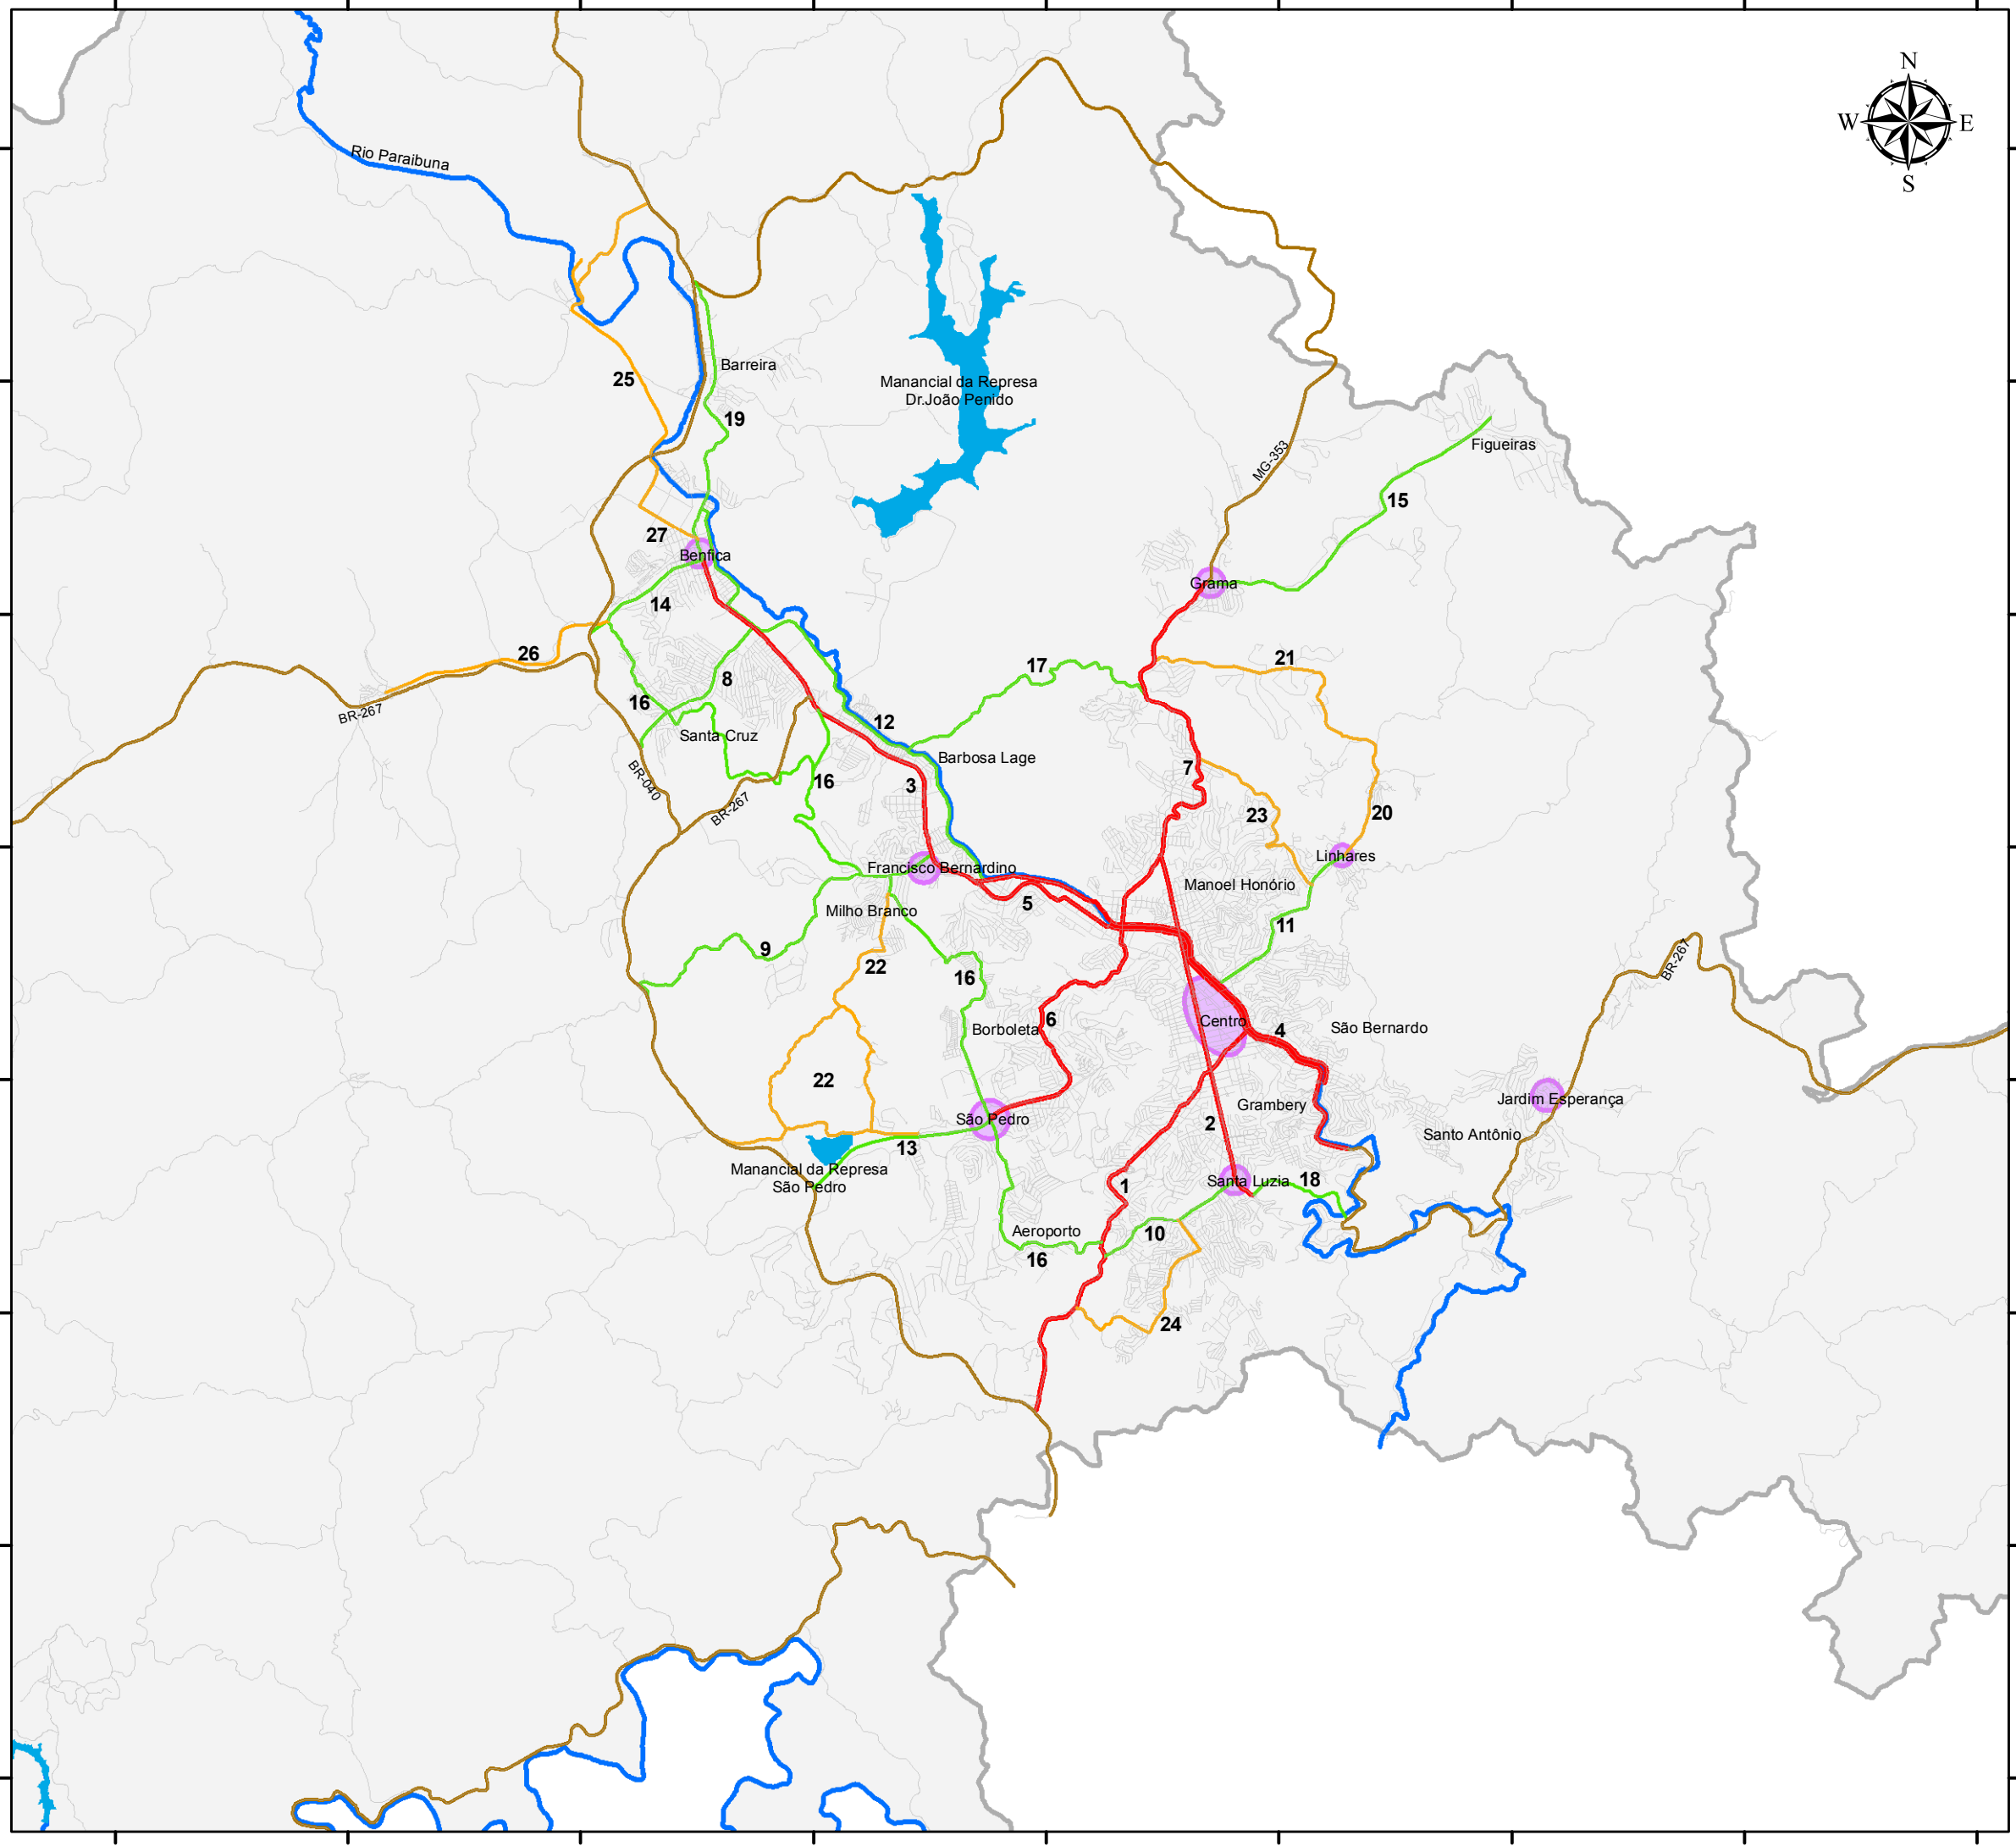 N
W
E
S
Rio Paraibuna
Barreira
25
Manancial da Represa
Dr.João Penido
19
Figueiras
MG-353
15
27
Benfica
Grama
14
26
21
17
8
16
BR-267
12
Santa Cruz
Barbosa Lage
7
BR-040
16
3
BR-267
23
20
Linhares
Francisco Bernardino
Manoel Honório
5
Milho Branco
11
9
22
16
BR-267
Borboleta
6
Centro
4
São Bernardo
22
Jardim Esperança
Grambery
São Pedro
2
Santo Antônio
13
Manancial da Represa
São Pedro
1
Santa Luzia
18
Aeroporto
10
16
24